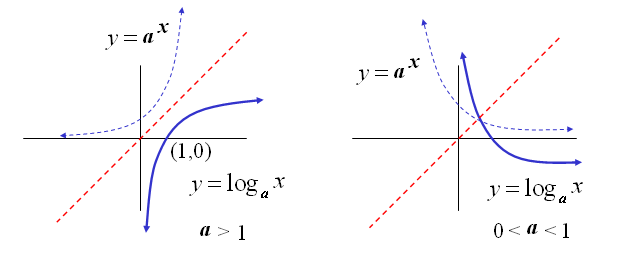 y = a^x
(1,0)
y = log_a x
a > 1
y = a^x
y = log_a x
0 < a < 1